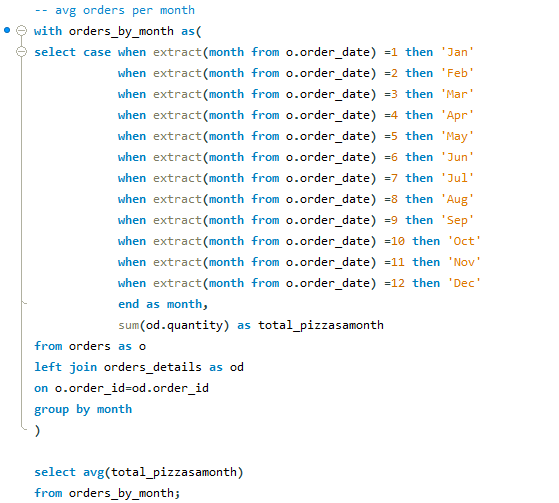 -- avg orders per month
with orders_by_month as(
select case when extract(month from o.order_date) =1 then 'Jan'
when extract(month from o.order_date) =2 then 'Feb'
when extract(month from o.order_date) =3 then 'Mar'
when extract(month from o.order_date) =4 then 'Apr'
when extract(month from o.order_date) =5 then 'May'
when extract(month from o.order_date) =6 then 'Jun'
when extract(month from o.order_date) =7 then 'Jul'
when extract(month from o.order_date) =8 then 'Aug'
when extract(month from o.order_date) =9 then 'Sep'
when extract(month from o.order_date) =10 then 'Oct'
when extract(month from o.order_date) =11 then 'Nov'
when extract(month from o.order_date) =12 then 'Dec'
end as month,
sum(od.quantity) as total_pizzasamonth
from orders as o
left join orders_details as od
on o.order_id=od.order_id
group by month
)
select avg(total_pizzasamonth)
from orders_by_month;